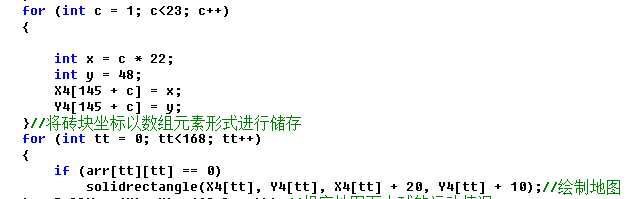 for (int c = 1; c<23; c++)
{
int x = c * 22;
int y = 48;
X4[145 + c] = x;
Y4[145 + c] = y;
}//将砖块坐标以数组元素形式进行储存
for (int tt = 0; tt<168; tt++)
{
if (arr[tt][tt] == 0)
solidrectangle(X4[tt], Y4[tt], X4[tt] + 20, Y4[tt] + 10);//绘制地图